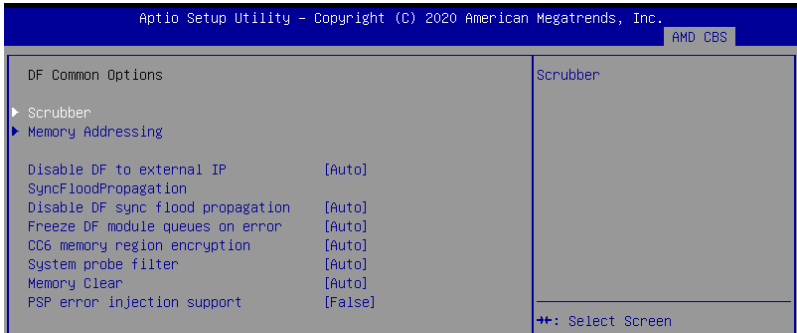 Aptio Setup Utility – Copyright (C) 2020 American Megatrends, Inc.
AMD CBS
DF Common Options
Scrubber
Memory Addressing
Disable DF to external IP [Auto]
SyncFloodPropagation
Disable DF sync flood propagation [Auto]
Freeze DF module queues on error [Auto]
CC6 memory region encryption [Auto]
System probe filter [Auto]
Memory Clear [Auto]
PSP error injection support [False]
Scrubber
→←: Select Screen